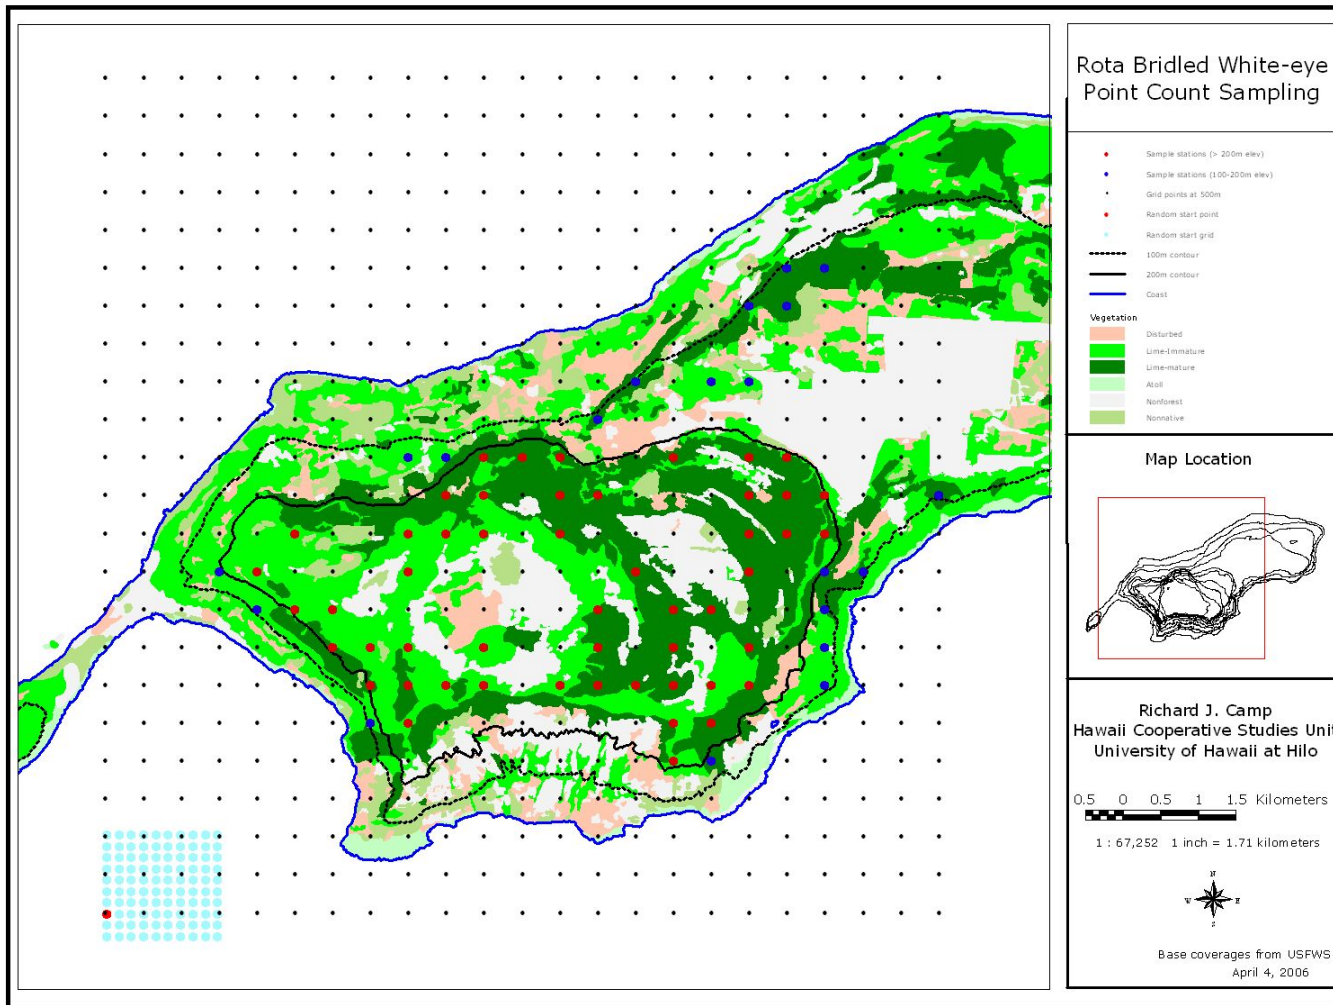 Rota Bridled White-eye
Point Count Sampling
Sample stations (> 200m elev)
Sample stations (100-200m elev)
Grid points at 500m
Random start point
Random start grid
100m contour
200m contour
Coast
Vegetation
Disturbed
Lime-Immature
Lime-mature
Atoll
Nonforest
Nonnative
Map Location
Richard J. Camp
Hawaii Cooperative Studies Unit
University of Hawaii at Hilo
0.5 0 0.5 1 1.5 Kilometers
1 : 67,252 1 inch = 1.71 kilometers
N
W E
S
Base coverages from USFWS
April 4, 2006